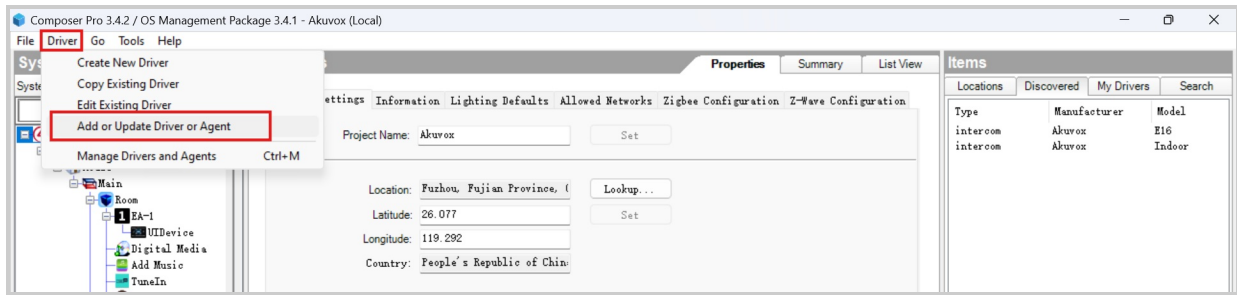 Composer Pro 3.4.2 / OS Management Package 3.4.1 - Akuvox (Local)
File Driver Go Tools Help
Create New Driver
Copy Existing Driver
Edit Existing Driver
Add or Update Driver or Agent
Manage Drivers and Agents Ctrl+M
Main
Room
1 EA-1
UIDevice
Digital Media
Add Music
TuneIn
Properties Summary List View
Information Lighting Defaults Allowed Networks Zigbee Configuration Z-Wave Configuration
Project Name: Akuvox Set
Location: Fuzhou, Fujian Province, ( Lookup...
Latitude: 26.077 Set
Longitude: 119.292
Country: People's Republic of Chin
Items
Locations Discovered My Drivers Search
Type Manufacturer Model
intercom Akuvox E16
intercom Akuvox Indoor